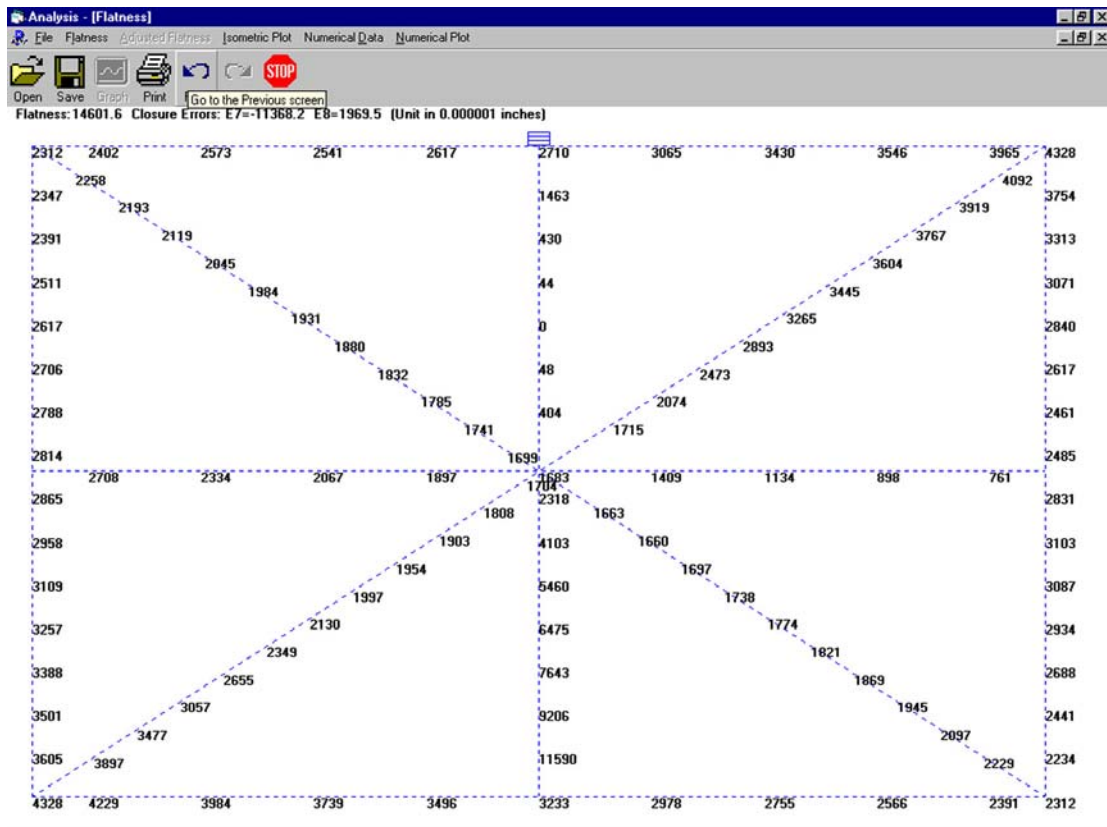 Analysis - [Flatness]
File Flatness Adjusted Flatness Isometric Plot Numerical Data Numerical Plot
STOP
Open Save Graph Print
Go to the Previous screen
Flatness: 14601.6 Closure Errors: E7=-11368.2 E8=1969.5 (Unit in 0.000001 inches)
2312 2402 2573 2541 2617 2710 3065 3430 3546 3965 4328
2258 4092
2347 1463 3754
2193 3919
2119 3767
2391 430 3313
2045 3604
2511 44 3071
1984 3445
1931 3265
2617 0 2840
1880 2893
2706 48 2617
1832 2473
1785 2074
2788 404 2461
1741 1715
2814 1699 2485
2708 2334 2067 1897 1683 1409 1134 898 761
1704
2865 2318 2831
1808 1663
2958 1903 4103 1660 3103
1954 1697
3109 5460 3087
1997 1738
2130 1774
3257 6475 2934
2349 1821
3388 7643 2688
2655 1869
3057 1945
3501 9206 2441
3477 2097
3605 11590 2234
3897 2229
4328 4229 3984 3739 3496 3233 2978 2755 2566 2391 2312